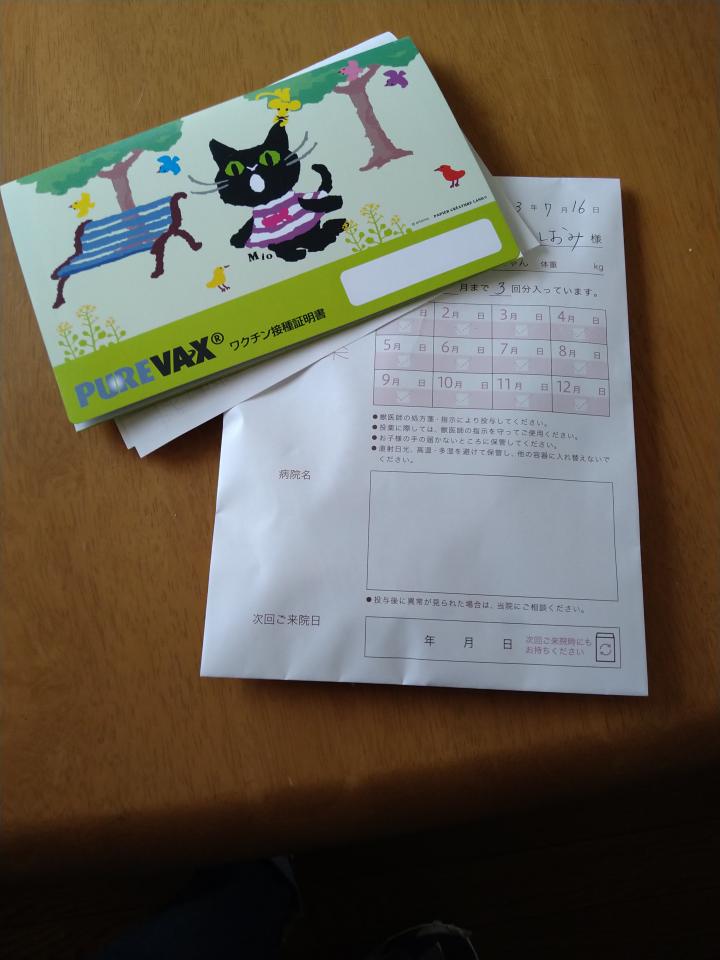 Mio
PAPIER CRÉATURE LAND
PUREVAX® ワクチン接種証明書
3 年 7 月 16 日
しおみ 様
ゃん 体重 kg
月まで 3 回分入っています。
日 2月 日 3月 日 4月 日
5月 日 6月 日 7月 日 8月 日
9月 日 10月 日 11月 日 12月 日
●獣医師の処方箋・指示により投与してください。
●投薬に際しては、獣医師の指示を守ってご使用ください。
●お子様の手の届かないところに保管してください。
●直射日光、高温・多湿を避けて保管し、他の容器に入れ替えないで
ください。
病院名
●投与後に異常が見られた場合は、当院にご相談ください。
次回ご来院日
年 月 日 次回ご来院時にも
お持ちください